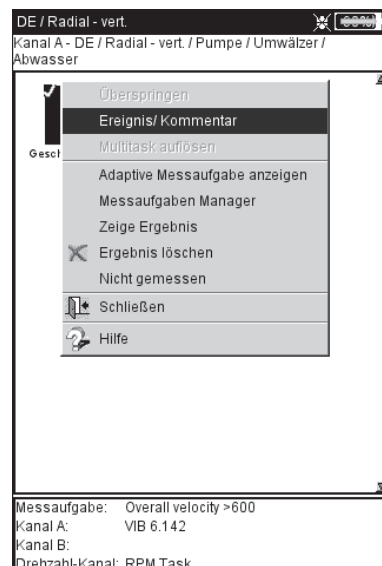 DE / Radial - vert.
Kanal A - DE / Radial - vert. / Pumpe / Umwälzer /
Abwasser
Überspringen
Ereignis/ Kommentar
Multitask auflösen
Adaptive Messaufgabe anzeigen
Messaufgaben Manager
Zeige Ergebnis
Ergebnis löschen
Nicht gemessen
Schließen
Hilfe
Gesch
Messaufgabe: Overall velocity >600
Kanal A: VIB 6.142
Kanal B:
Drehzahl-Kanal: RPM Task